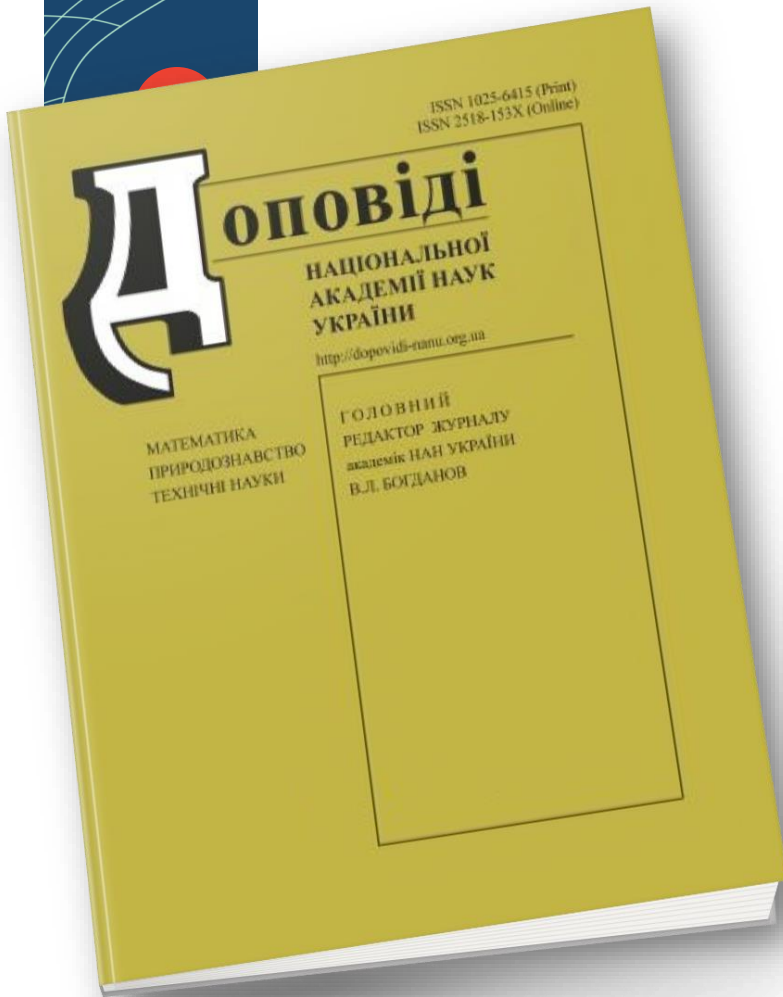 ISSN 1025-6415 (Print)
ISSN 2518-153X (Online)
Доповіді
НАЦІОНАЛЬНОЇ
АКАДЕМІЇ НАУК
УКРАЇНИ
http://dopovidi-nanu.org.ua
МАТЕМАТИКА
ПРИРОДОЗНАВСТВО
ТЕХНІЧНІ НАУКИ
ГОЛОВНИЙ
РЕДАКТОР ЖУРНАЛУ
академік НАН УКРАЇНИ
В.Л. БОГДАНОВ